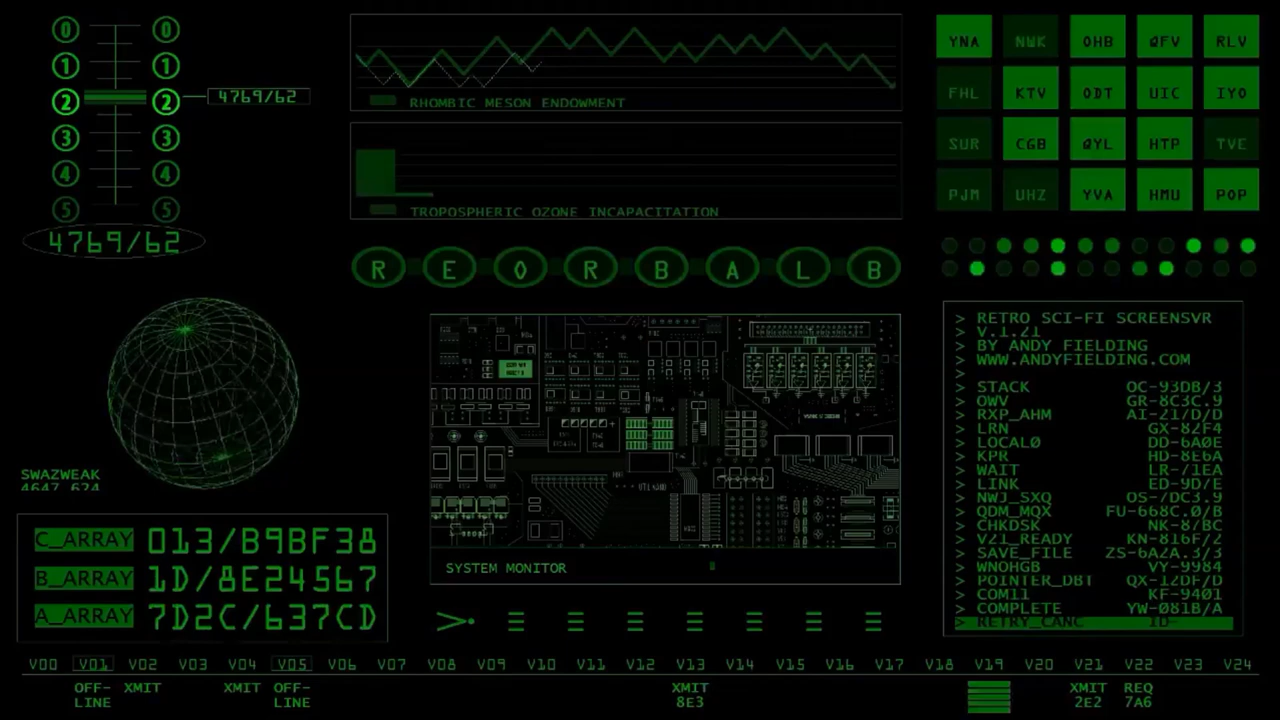 0 0
1 1
2 2 4769/62
3 3
4 4
5 5
4769/62
RHOMBIC MESON ENDOWMENT
TROPOSPHERIC OZONE INCAPACITATION
YNA NWK OHB QFV RLV
FHL KTV ODT UIC IYO
SUR CGB QYL HTP TVE
PJM UHZ YVA HMU POP
R E O R B A L B
SWAZWEAK
4647.624
C_ARRAY 013/B9BF38
B_ARRAY 1D/8E24567
A_ARRAY 7D2C/637CD
SYSTEM MONITOR
> RETRO SCI-FI SCREENSVR
> V.1.21
> BY ANDY FIELDING
> WWW.ANDYFIELDING.COM
>
> STACK OC-93DB/3
> OWV GR-8C3C.9
> RXP_AHM AI-21/D/D
> LRN GX-82F4
> LOCAL0 DD-6A0E
> KPR HD-8E6A
> WAIT LR-71EA
> LINK ED-9D/E
> NWJ_SXQ OS-7DC3.9
> QDM_MQX FU-668C.0/B
> CHKDSK NK-87BC
> V21_READY KN-816F/2
> SAVE_FILE ZS-6A2A.3/3
> WNOHGB VY-9984
> POINTER_DBT QX-12DF/D
> COM11 KF-9401
> COMPLETE YW-081B/A
> RETRY_CANC ID-
V00 V01 V02 V03 V04 V05 V06 V07 V08 V09 V10 V11 V12 V13 V14 V15 V16 V17 V18 V19 V20 V21 V22 V23 V24
OFF-LINE XMIT XMIT OFF-LINE XMIT 8E3 XMIT 2E2 REQ 7A6